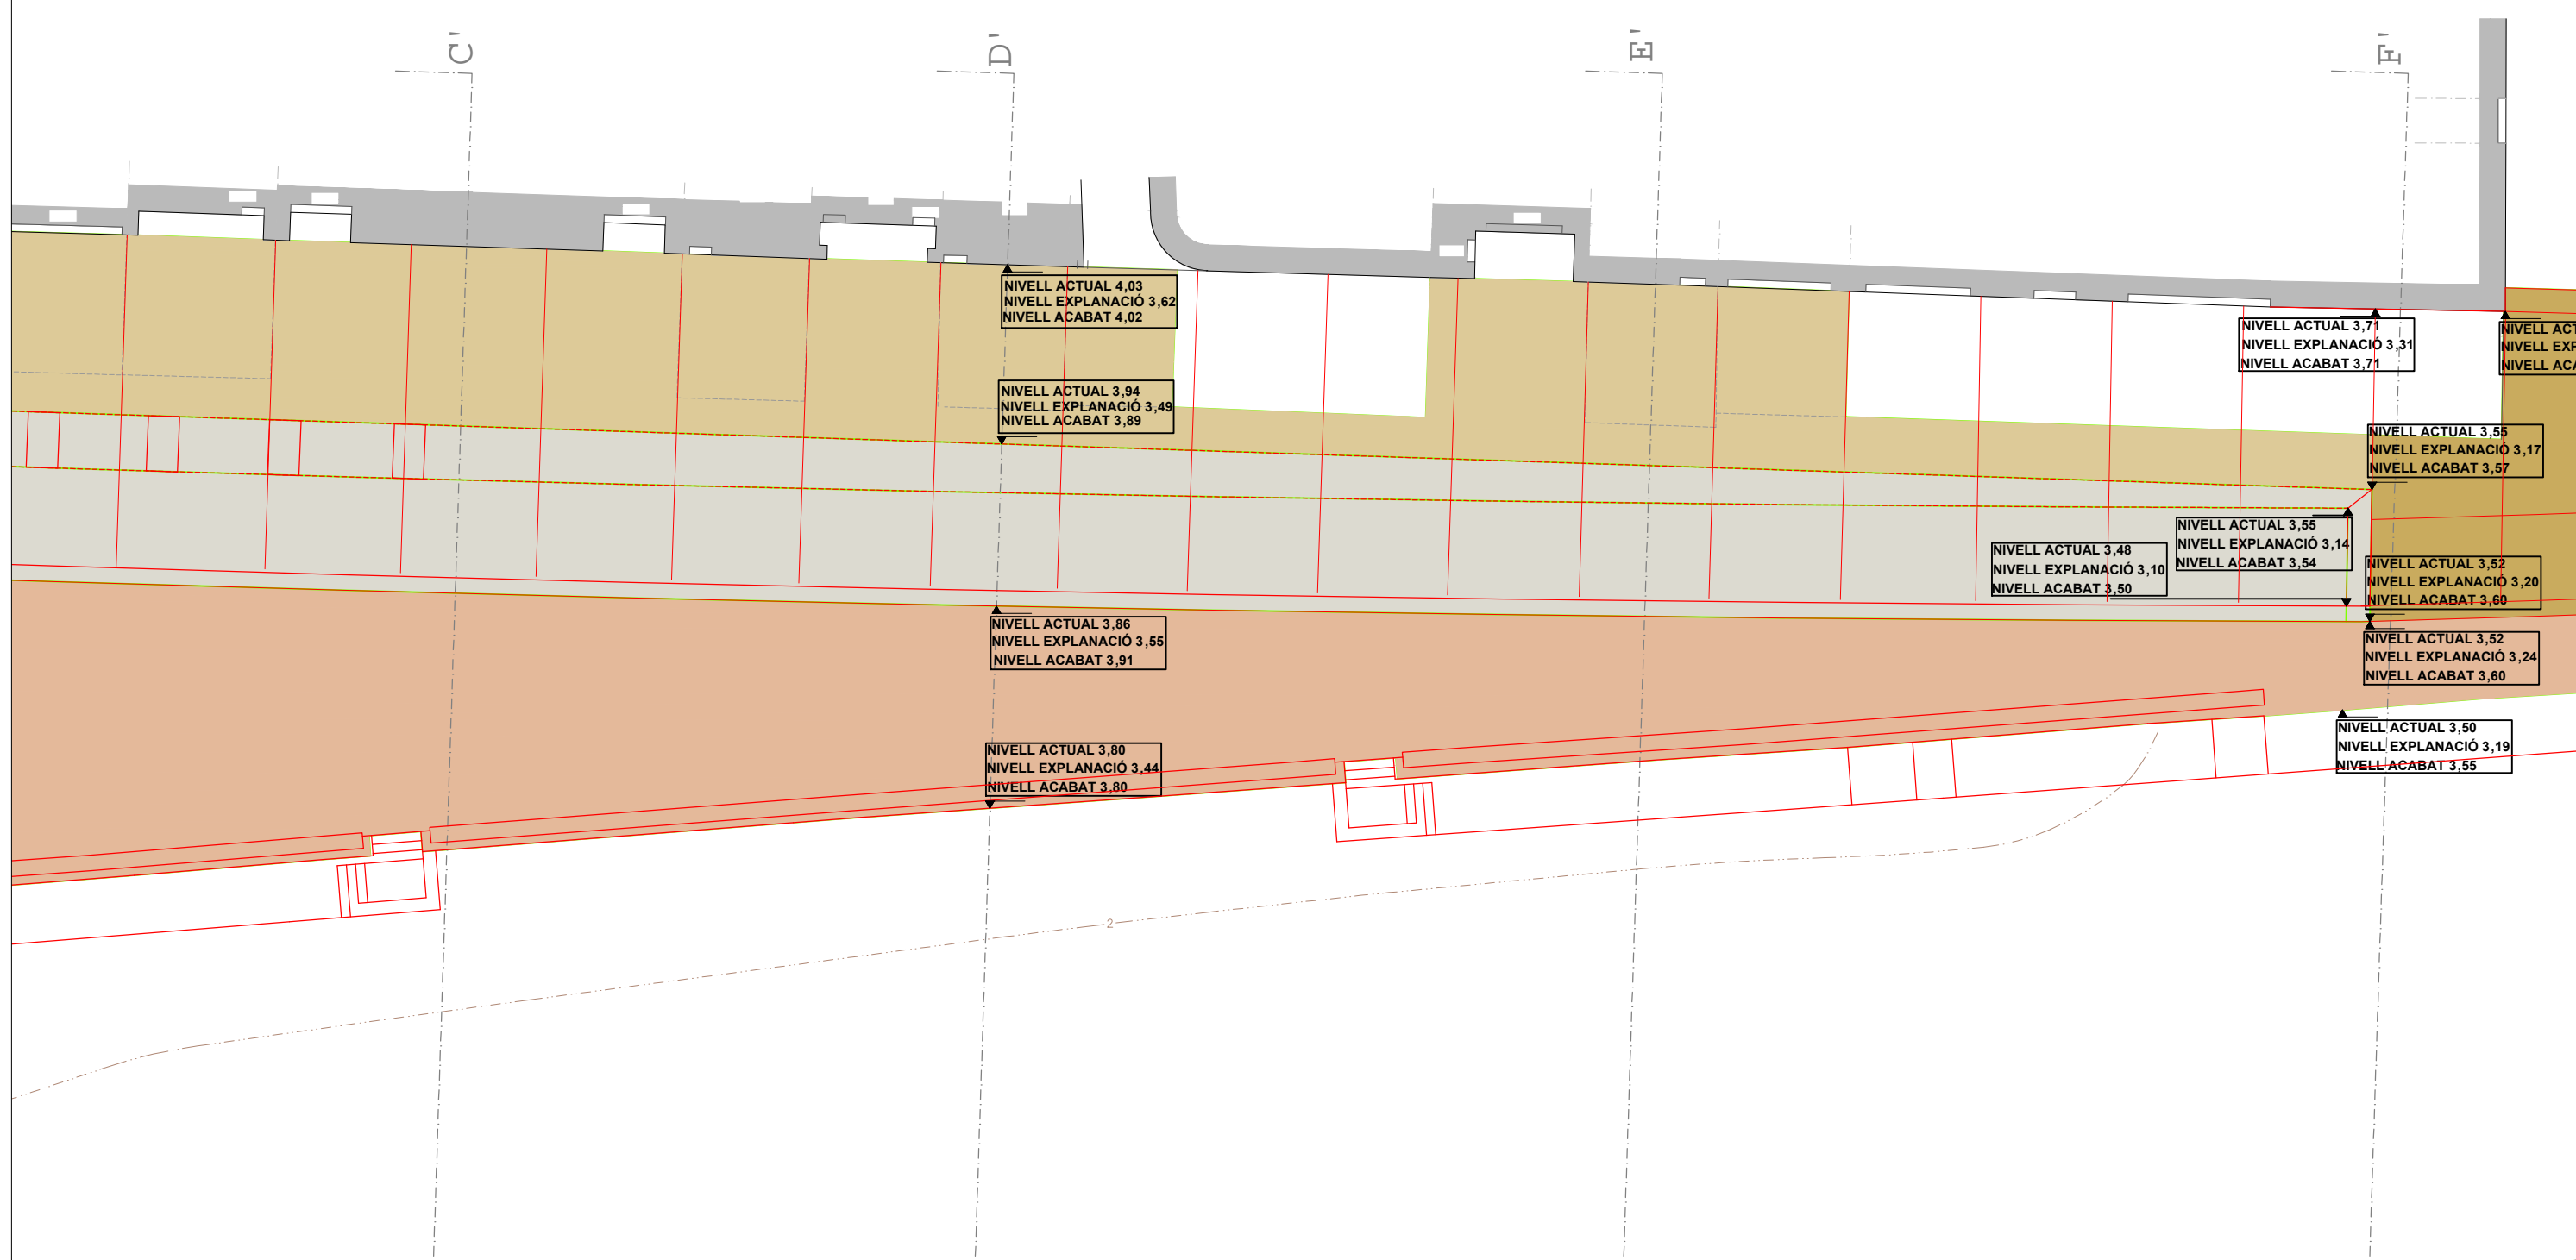 C'
D'
E'
F'
NIVELL ACTUAL 4,03
NIVELL EXPLANACIÓ 3,62
NIVELL ACABAT 4,02
NIVELL ACTUAL 3,71
NIVELL EXPLANACIÓ 3,31
NIVELL ACABAT 3,71
NIVELL ACT
NIVELL EXP
NIVELL ACA
NIVELL ACTUAL 3,94
NIVELL EXPLANACIÓ 3,49
NIVELL ACABAT 3,89
NIVELL ACTUAL 3,55
NIVELL EXPLANACIÓ 3,17
NIVELL ACABAT 3,57
NIVELL ACTUAL 3,55
NIVELL EXPLANACIÓ 3,14
NIVELL ACABAT 3,54
NIVELL ACTUAL 3,48
NIVELL EXPLANACIÓ 3,10
NIVELL ACABAT 3,50
NIVELL ACTUAL 3,52
NIVELL EXPLANACIÓ 3,20
NIVELL ACABAT 3,60
NIVELL ACTUAL 3,86
NIVELL EXPLANACIÓ 3,55
NIVELL ACABAT 3,91
NIVELL ACTUAL 3,52
NIVELL EXPLANACIÓ 3,24
NIVELL ACABAT 3,60
NIVELL ACTUAL 3,80
NIVELL EXPLANACIÓ 3,44
NIVELL ACABAT 3,80
NIVELL ACTUAL 3,50
NIVELL EXPLANACIÓ 3,19
NIVELL ACABAT 3,55
2